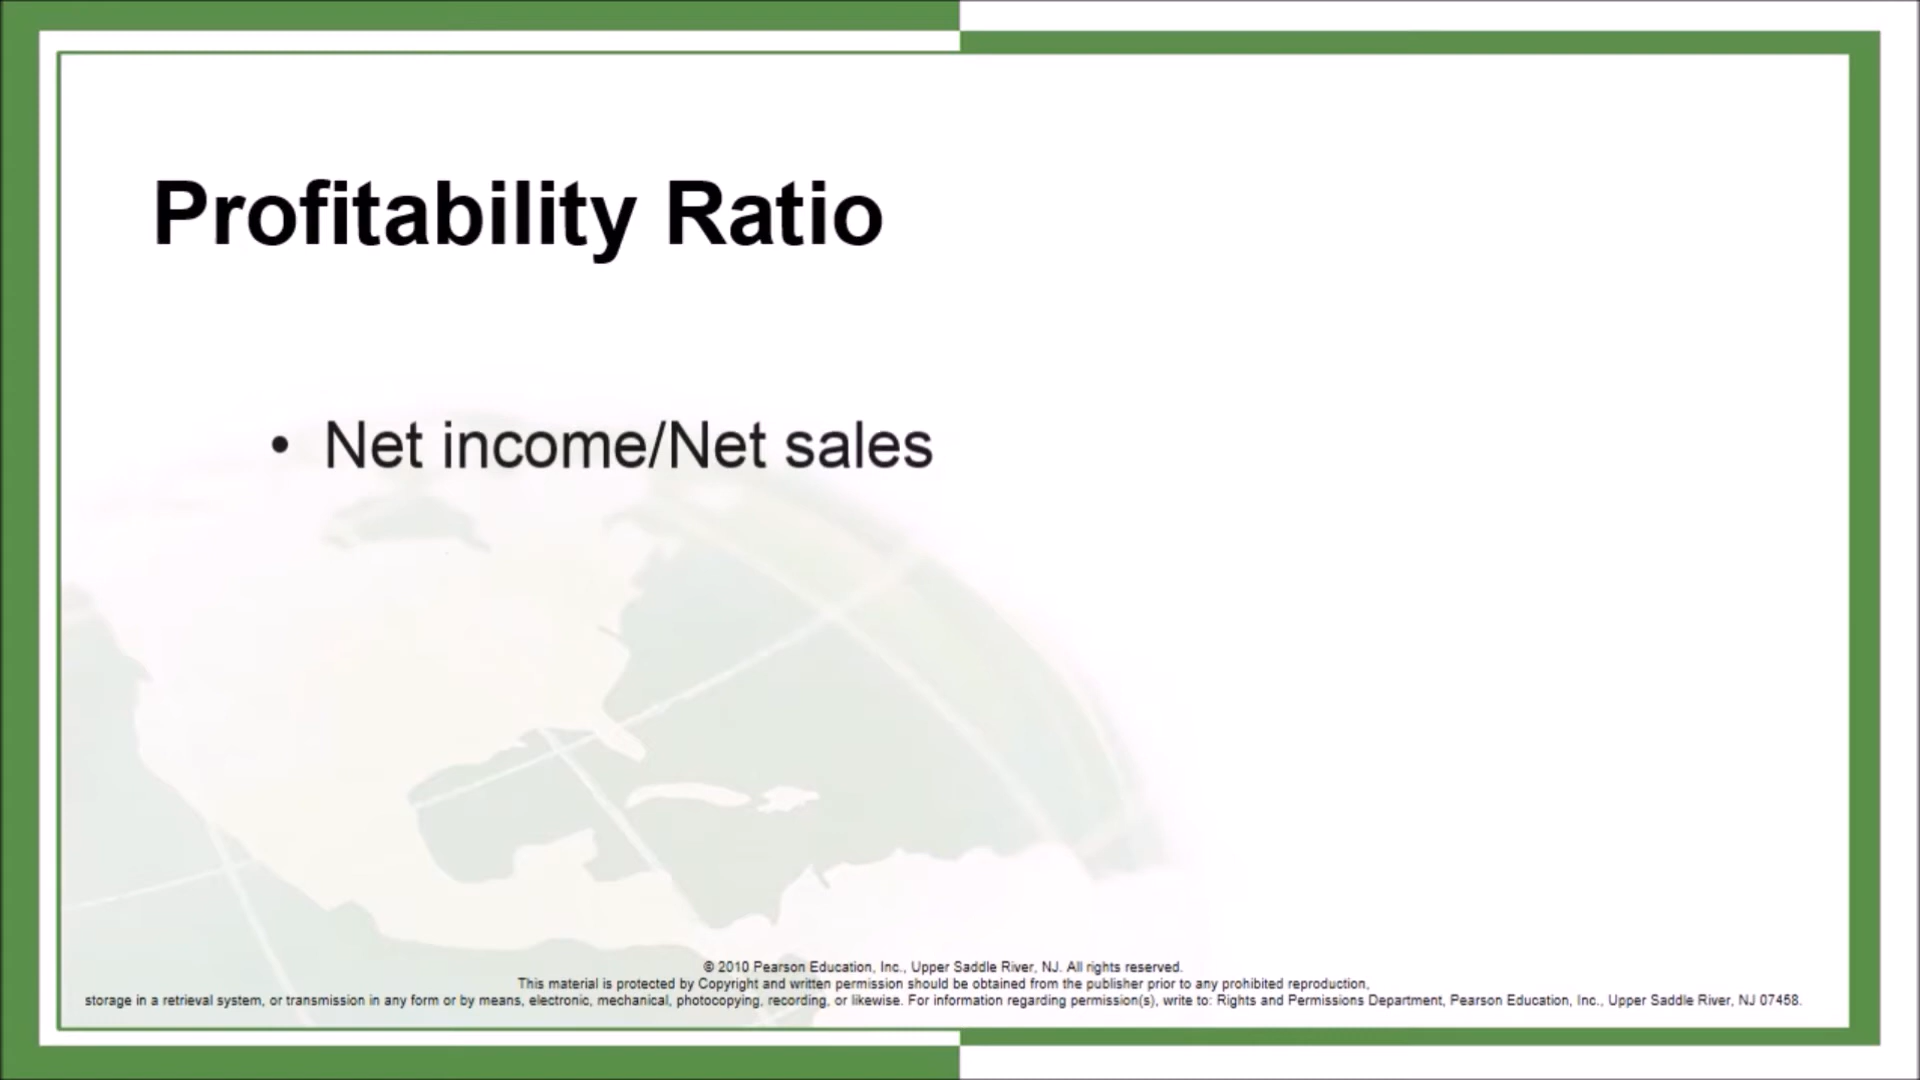 Profitability Ratio
• Net income/Net sales
© 2010 Pearson Education, Inc., Upper Saddle River, NJ. All rights reserved.
This material is protected by Copyright and written permission should be obtained from the publisher prior to any prohibited reproduction,
storage in a retrieval system, or transmission in any form or by means, electronic, mechanical, photocopying, recording, or likewise. For information regarding permission(s), write to: Rights and Permissions Department, Pearson Education, Inc., Upper Saddle River, NJ 07458.